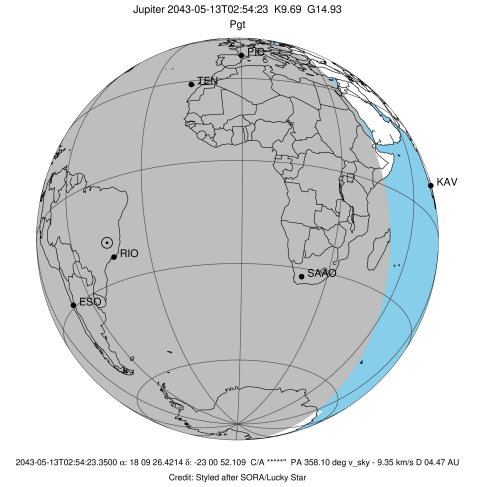 Jupiter 2043-05-13T02:54:23 K9.69 G14.93
Pgt
PIC
TEN
KAV
RIO
SAAO
ESO
2043-05-13T02:54:23.3500 α: 18 09 26.4214 δ: -23 00 52.109 C/A *****" PA 358.10 deg v_sky - 9.35 km/s D 04.47 AU
Credit: Styled after SORA/Lucky Star